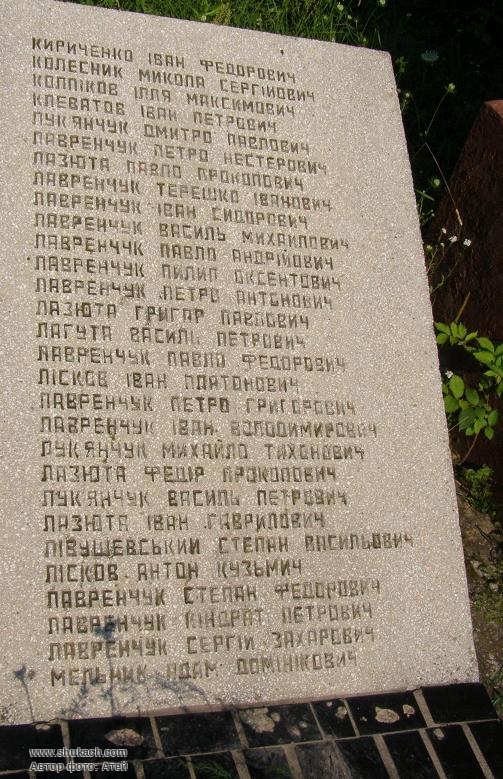 КИРИЧЕНКО ІВАН ФЕДОРОВИЧ
КОЛЕСНИК МИКОЛА СЕРГІЙОВИЧ
КОЛПІКОВ ІЛЛЯ МАКСИМОВИЧ
КЛЕВАТОВ ІВАН ПЕТРОВИЧ
ЛУКЯНЧУК ДМИТРО ПАВЛОВИЧ
ЛАВРЕНЧУК ПЕТРО НЕСТЕРОВИЧ
ЛАЗЮТА ПАВЛО ПРОКОПОВИЧ
ЛАВРЕНЧУК ТЕРЕШКО ІВАНОВИЧ
ЛАВРЕНЧУК ІВАН СИДОРОВИЧ
ЛАВРЕНЧУК ВАСИЛЬ МИХАЙЛОВИЧ
ЛАВРЕНЧУК ПАВЛО АНДРІЙОВИЧ
ЛАВРЕНЧУК ПИЛИП ОКСЕНТОВИЧ
ЛАВРЕНЧУК ПЕТРО АНТОНОВИЧ
ЛАЗЮТА ГРИГАР ПАВЛОВИЧ
ЛАГУТА ВАСИЛЬ ПЕТРОВИЧ
ЛАВРЕНЧУК ПАВЛО ФЕДОРОВИЧ
ЛІСКОВ ІВАН ПЛАТОНОВИЧ
ЛАВРЕНЧУК ПЕТРО ГРИГОРОВИЧ
ЛАВРЕНЧУК ІВАН ВОЛОДИМИРОВИЧ
ЛУКЯНЧУК МИХАЙЛО ТИХОНОВИЧ
ЛАЗЮТА ФЕДІР ПРОКОПОВИЧ
ЛУКЯНЧУК ВАСИЛЬ ПЕТРОВИЧ
ЛАЗЮТА ІВАН ГАВРИЛОВИЧ
ЛІВУШЕВСЬКИЙ СТЕПАН ВАСИЛЬОВИЧ
ЛІСКОВ АНТОН КУЗЬМИЧ
ЛАВРЕНЧУК СТЕПАН ФЕДОРОВИЧ
ЛАВРЕНЧУК КІНДРАТ ПЕТРОВИЧ
ЛАВРЕНЧУК СЕРГІЙ ЗАХАРОВИЧ
МЕЛЬНИК АДАМ ДОМІНІКОВИЧ
www.shukach.com
Автор фото: Атей